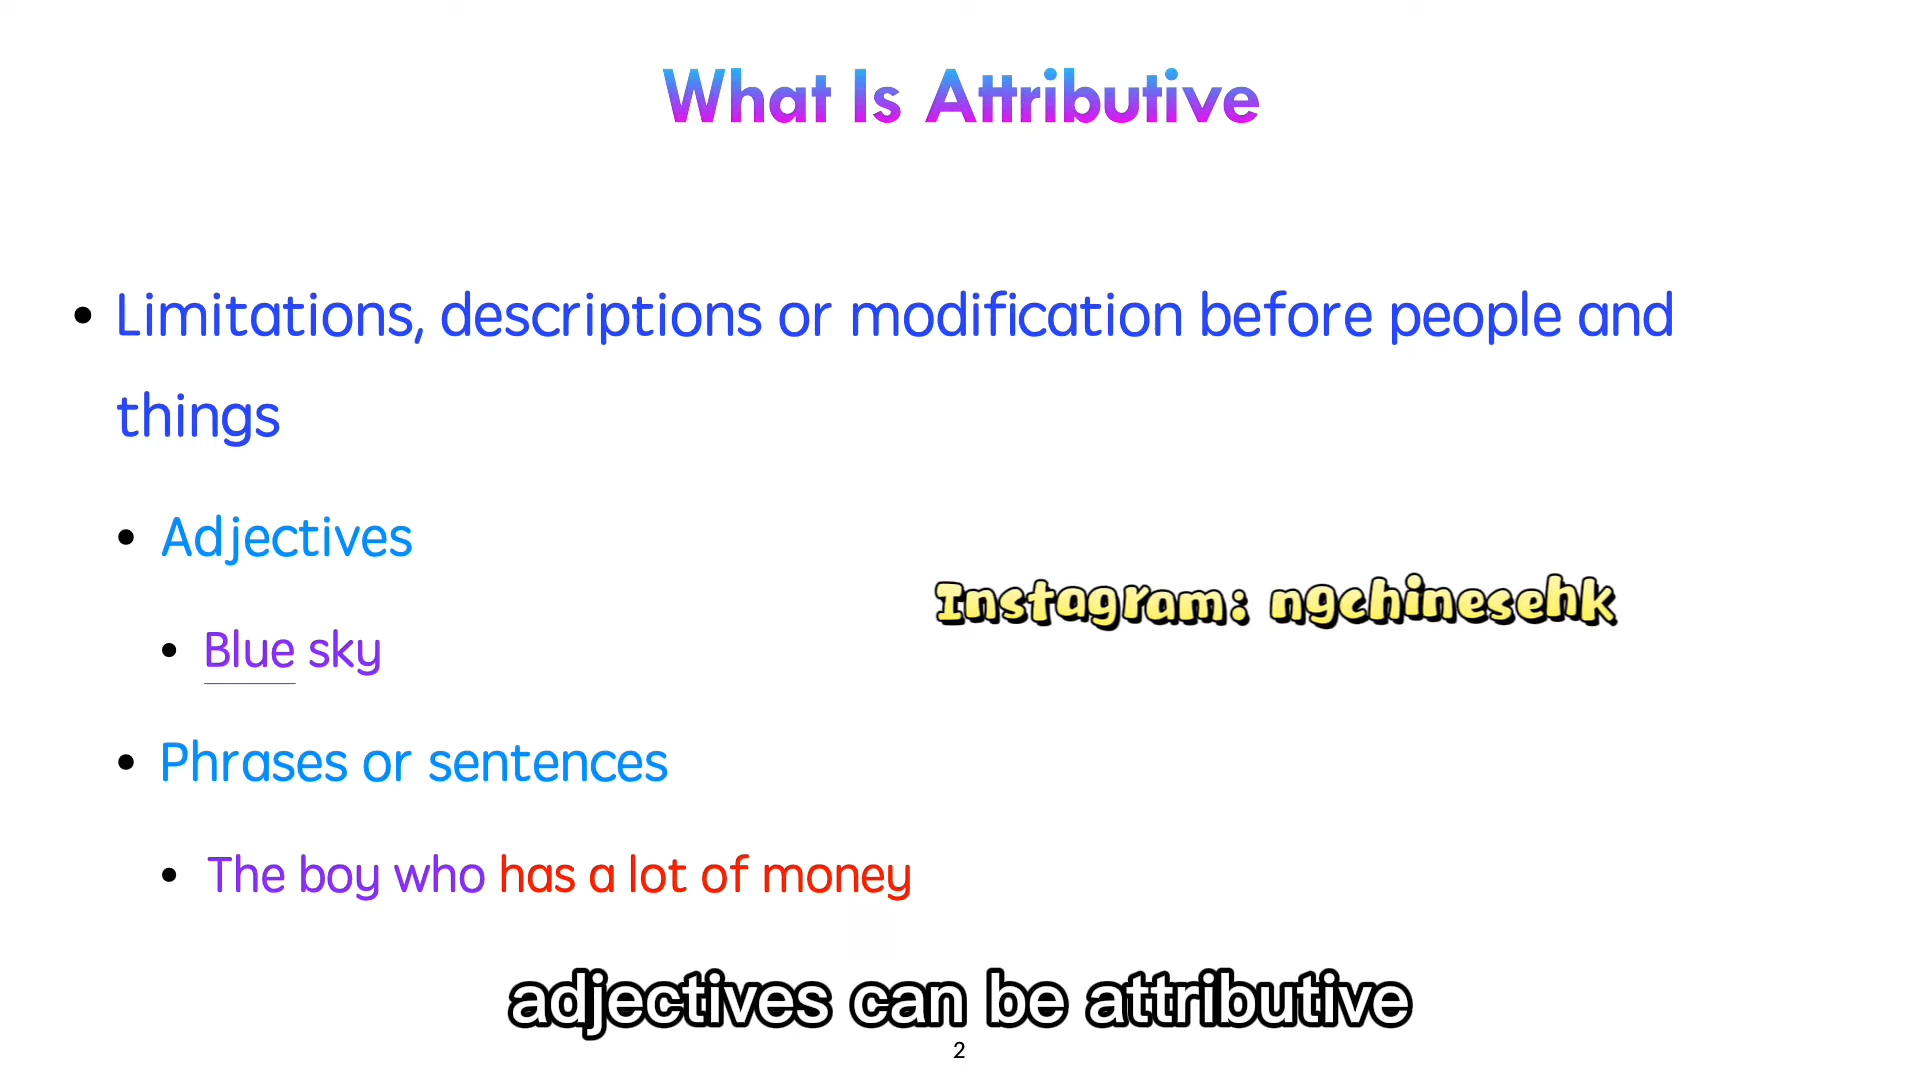 What Is Attributive
• Limitations, descriptions or modification before people and
things
• Adjectives
Instagram: ngchinesehk
• Blue sky
• Phrases or sentences
• The boy who has a lot of money
adjectives can be attributive
2